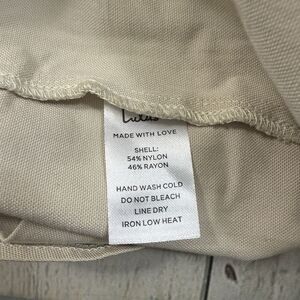 MADE WITH LOVE
SHELL:
54% NYLON
46% RAYON
HAND WASH COLD
DO NOT BLEACH
LINE DRY
IRON LOW HEAT